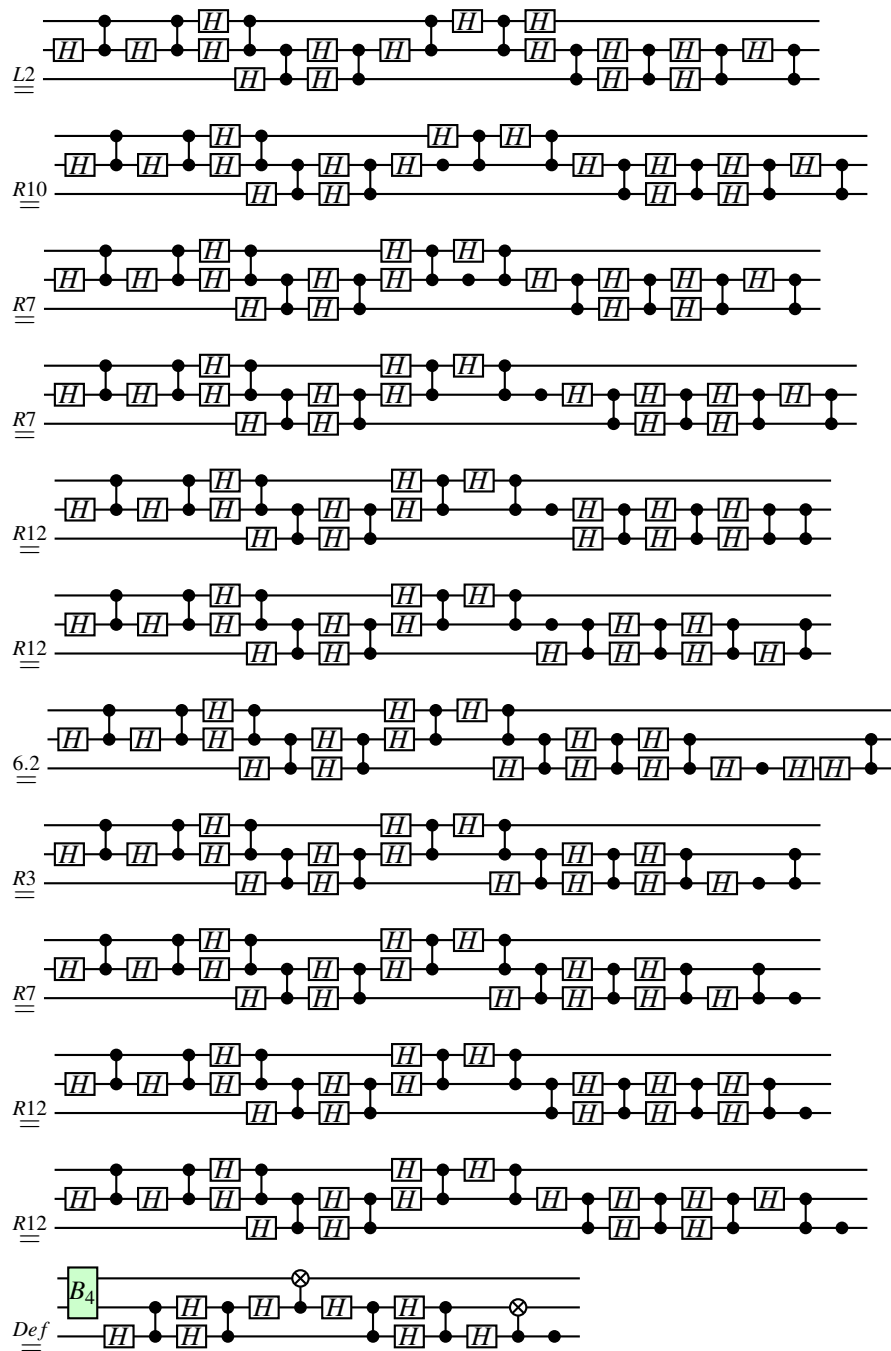 H H H
H H H H H H H H H
L2 = H H H H
H H H
H H H H H H H H H
R10 = H H H H
H H H
H H H H H H H H H
R7 = H H H H
H H H
H H H H H H H H H
R7 = H H H H
H H H
H H H H H H H H
R12 = H H H H H
H H H
H H H H H H H
R12 = H H H H H H
H H H
H H H H H H H
6.2 = H H H H H H H H
H H H
H H H H H H H
R3 = H H H H H H
H H H
H H H H H H H
R7 = H H H H H H
H H H
H H H H H H H H
R12 = H H H H H
H H H
H H H H H H H H H
R12 = H H H H
B4
H H H H
Def = H H H H